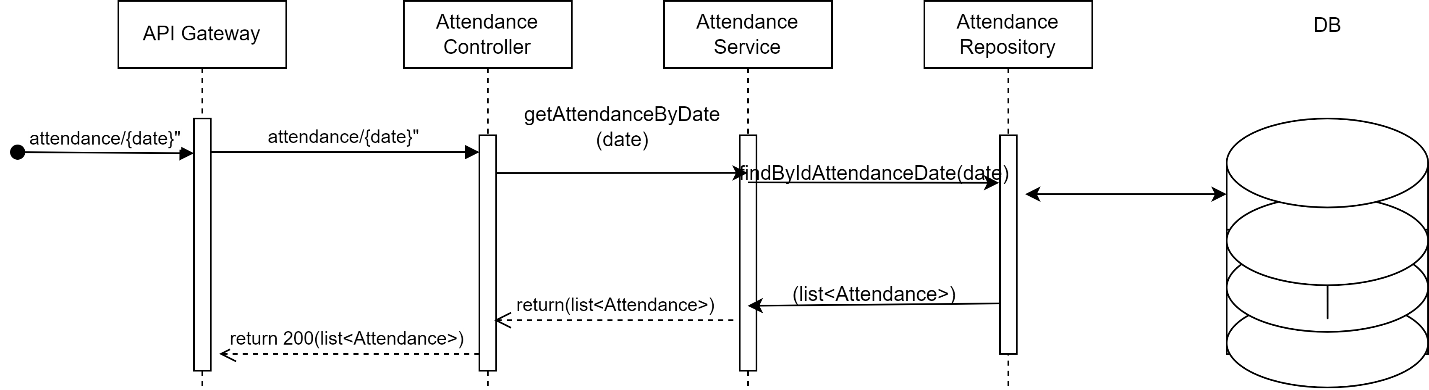 API Gateway
Attendance
Controller
Attendance
Service
Attendance
Repository
DB
attendance/{date}"
attendance/{date}"
getAttendanceByDate
(date)
findByIdAttendanceDate(date)
(list<Attendance>)
return(list<Attendance>)
return 200(list<Attendance>)